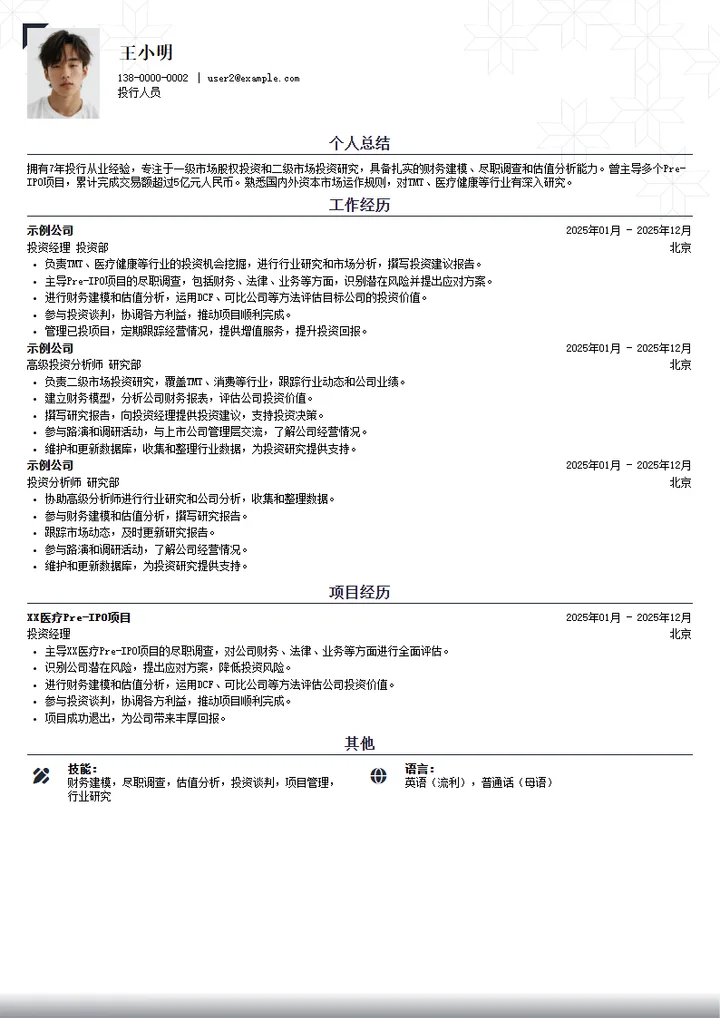 王小明
138-0000-0002 | user2@example.com
投行人员
个人总结
拥有7年投行从业经验，专注于一级市场股权投资和二级市场投资研究，具备扎实的财务建模、尽职调查和估值分析能力。曾主导多个Pre-
IPO项目，累计完成交易额超过5亿元人民币。熟悉国内外资本市场运作规则，对TMT、医疗健康等行业有深入研究。
工作经历
示例公司 2025年01月 - 2025年12月
投资经理 投资部 北京
• 负责TMT、医疗健康等行业的投资机会挖掘，进行行业研究和市场分析，撰写投资建议报告。
• 主导Pre-IPO项目的尽职调查，包括财务、法律、业务等方面，识别潜在风险并提出应对方案。
• 进行财务建模和估值分析，运用DCF、可比公司等方法评估目标公司的投资价值。
• 参与投资谈判，协调各方利益，推动项目顺利完成。
• 管理已投项目，定期跟踪经营情况，提供增值服务，提升投资回报。
示例公司 2025年01月 - 2025年12月
高级投资分析师 研究部 北京
• 负责二级市场投资研究，覆盖TMT、消费等行业，跟踪行业动态和公司业绩。
• 建立财务模型，分析公司财务报表，评估公司投资价值。
• 撰写研究报告，向投资经理提供投资建议，支持投资决策。
• 参与路演和调研活动，与上市公司管理层交流，了解公司经营情况。
• 维护和更新数据库，收集和整理行业数据，为投资研究提供支持。
示例公司 2025年01月 - 2025年12月
投资分析师 研究部 北京
• 协助高级分析师进行行业研究和公司分析，收集和整理数据。
• 参与财务建模和估值分析，撰写研究报告。
• 跟踪市场动态，及时更新研究报告。
• 参与路演和调研活动，了解公司经营情况。
• 维护和更新数据库，为投资研究提供支持。
项目经历
XX医疗Pre-IPO项目 2025年01月 - 2025年12月
投资经理 北京
• 主导XX医疗Pre-IPO项目的尽职调查，对公司财务、法律、业务等方面进行全面评估。
• 识别公司潜在风险，提出应对方案，降低投资风险。
• 进行财务建模和估值分析，运用DCF、可比公司等方法评估公司投资价值。
• 参与投资谈判，协调各方利益，推动项目顺利完成。
• 项目成功退出，为公司带来丰厚回报。
其他
技能：
财务建模，尽职调查，估值分析，投资谈判，项目管理，
行业研究
语言：
英语（流利），普通话（母语）